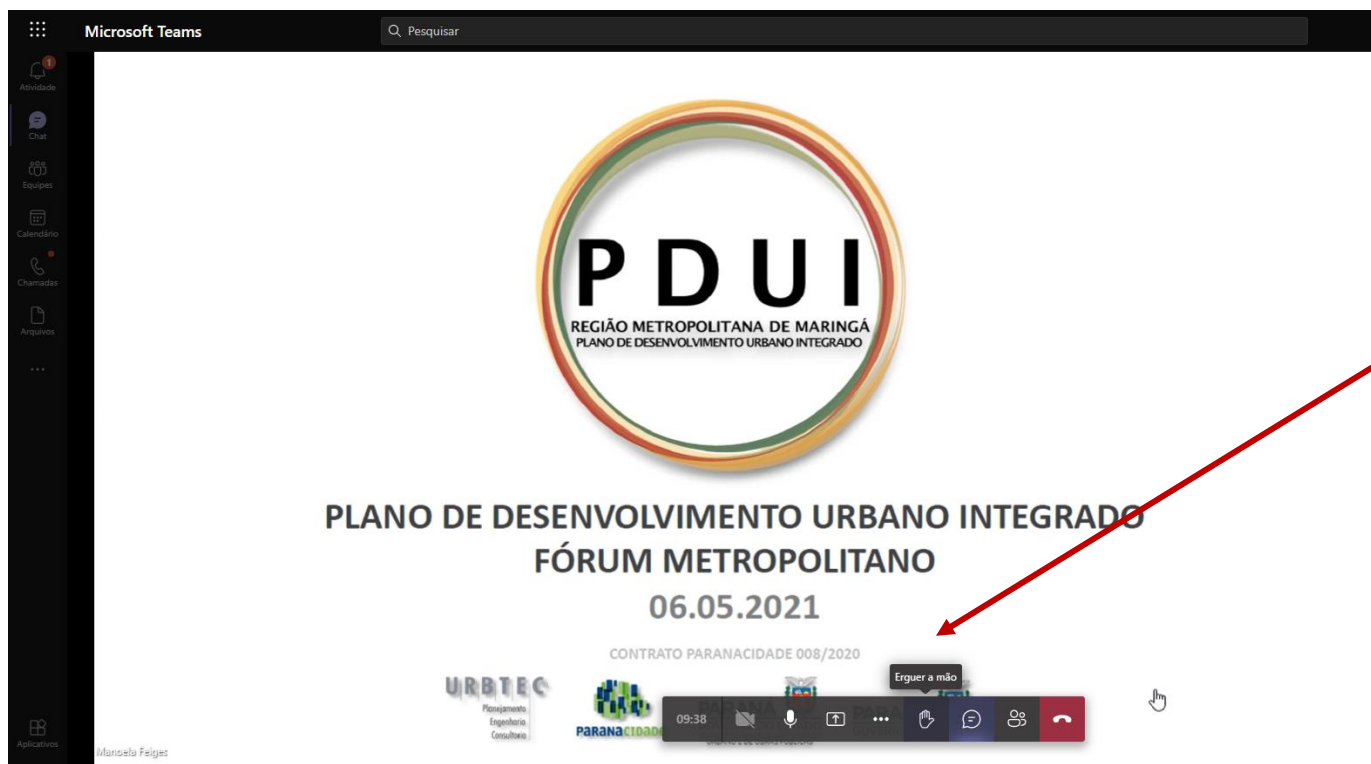 Microsoft Teams
Pesquisar
1
Atividade
Chat
Equipes
Calendário
Chamadas
Arquivos
Aplicativos
P D U I
REGIÃO METROPOLITANA DE MARINGÁ
PLANO DE DESENVOLVIMENTO URBANO INTEGRADO
PLANO DE DESENVOLVIMENTO URBANO INTEGRADO
FÓRUM METROPOLITANO
06.05.2021
CONTRATO PARANACIDADE 008/2020
URBTEC
Planejamento
Engenharia
Consultoria
PARANACIDADE
Erguer a mão
09:38
Manoela Feiges